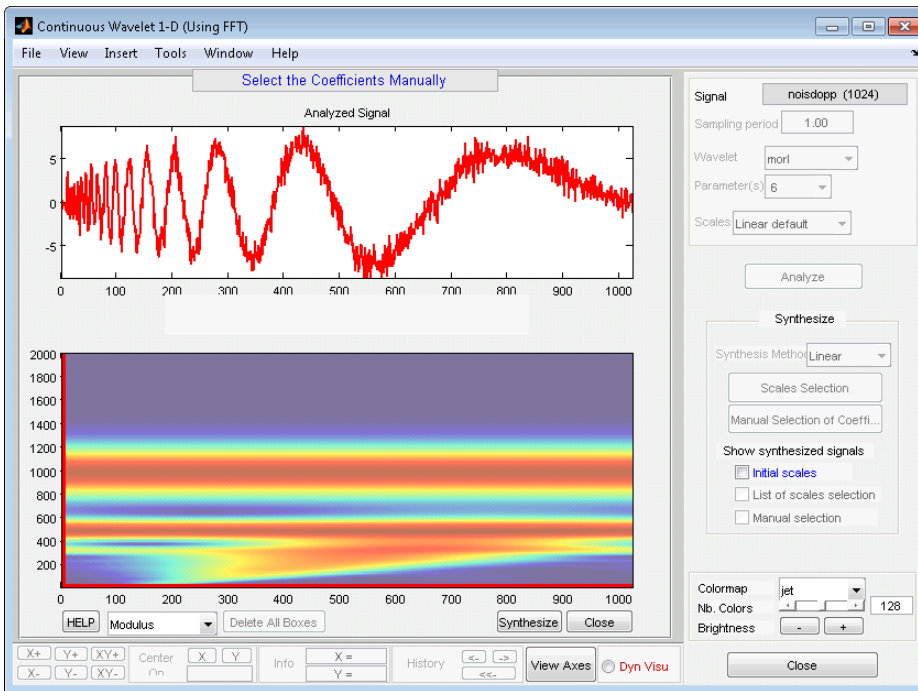 Continuous Wavelet 1-D (Using FFT)
File View Insert Tools Window Help
Select the Coefficients Manually
Analyzed Signal
5
0
-5
0 100 200 300 400 500 600 700 800 900 1000
2000
1800
1600
1400
1200
1000
800
600
400
200
0 100 200 300 400 500 600 700 800 900 1000
HELP Modulus Delete All Boxes Synthesize Close
X+ Y+ XY+
X- Y- XY-
Center On X Y
Info X =
Y =
History <- ->
<<-
View Axes Dyn Visu
Signal noisdopp (1024)
Sampling period 1.00
Wavelet morl
Parameter(s) 6
Scales Linear default
Analyze
Synthesize
Synthesis Method Linear
Scales Selection
Manual Selection of Coeffi...
Show synthesized signals
Initial scales
List of scales selection
Manual selection
Colormap jet
Nb. Colors 128
Brightness - +
Close